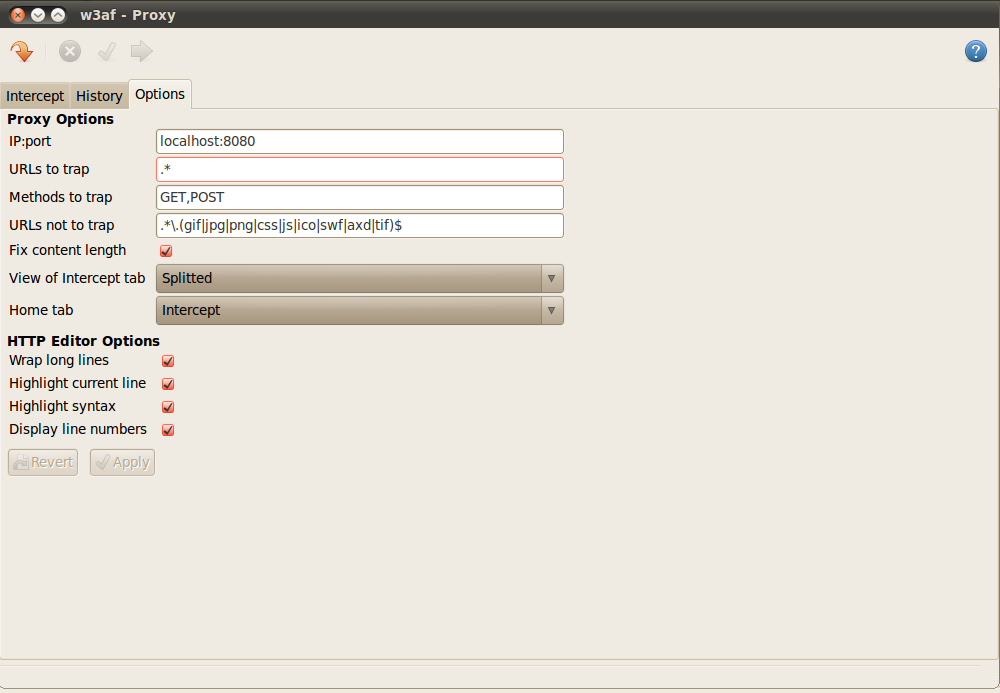 w3af - Proxy
Intercept History Options
Proxy Options
IP:port localhost:8080
URLs to trap .*
Methods to trap GET,POST
URLs not to trap .*\.(gif|jpg|png|css|js|ico|swf|axd|tif)$
Fix content length
View of Intercept tab Splitted
Home tab Intercept
HTTP Editor Options
Wrap long lines
Highlight current line
Highlight syntax
Display line numbers
Revert Apply